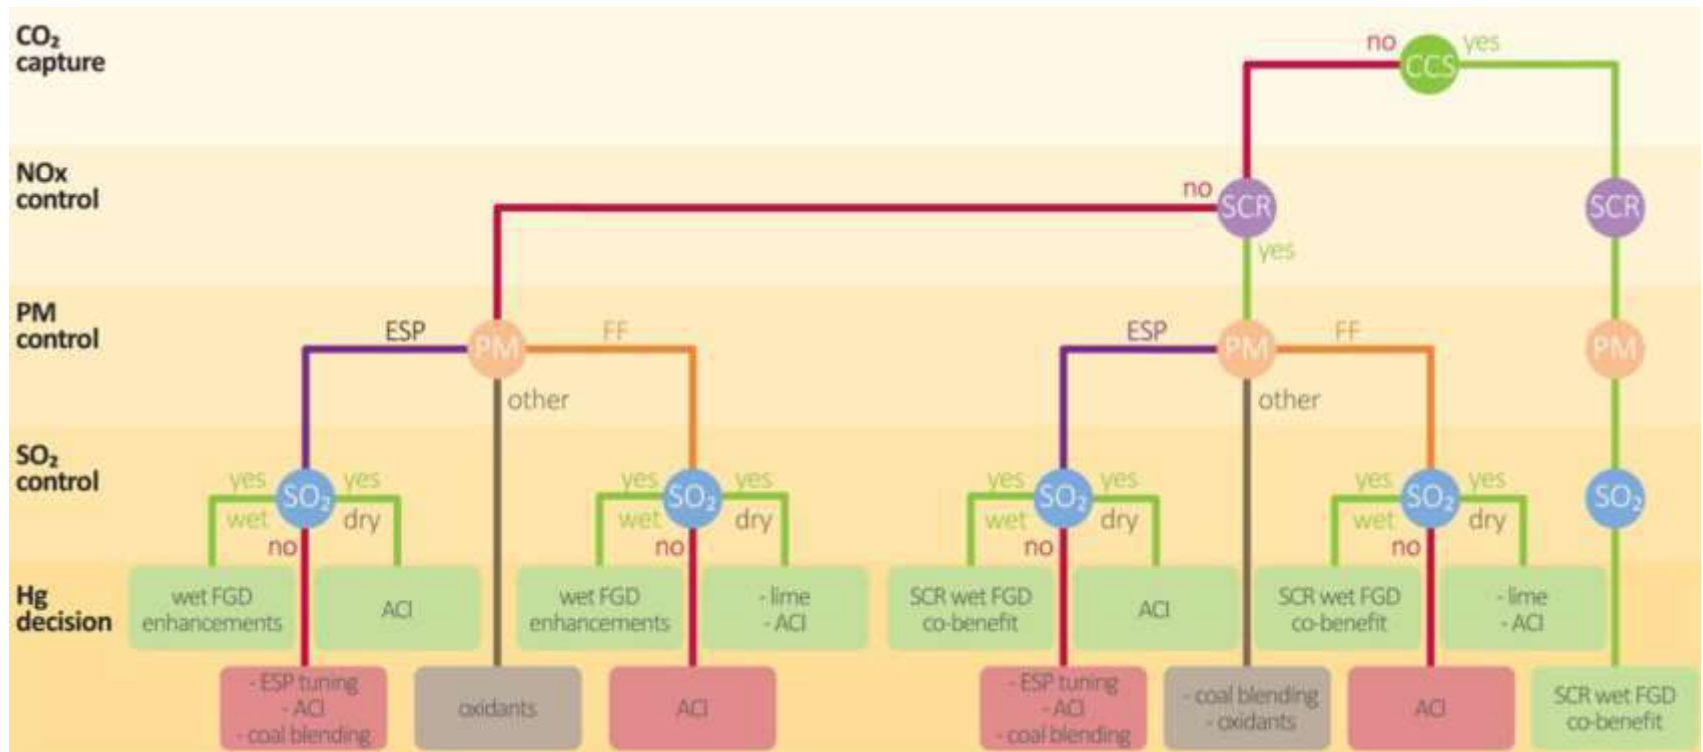 CO₂
capture
no
CCS
yes
NOx
control
no
SCR
SCR
yes
PM
control
ESP
PM
FF
other
ESP
PM
FF
other
PM
SO₂
control
yes
SO₂
yes
wet
dry
no
yes
SO₂
yes
wet
dry
no
yes
SO₂
yes
wet
dry
no
yes
SO₂
yes
wet
dry
no
SO₂
Hg
decision
wet FGD
enhancements
ACI
wet FGD
enhancements
- lime
- ACI
SCR wet FGD
co-benefit
ACI
SCR wet FGD
co-benefit
- lime
- ACI
- ESP tuning
- ACI
- coal blending
oxidants
ACI
- ESP tuning
- ACI
- coal blending
- coal blending
- oxidants
ACI
SCR wet FGD
co-benefit